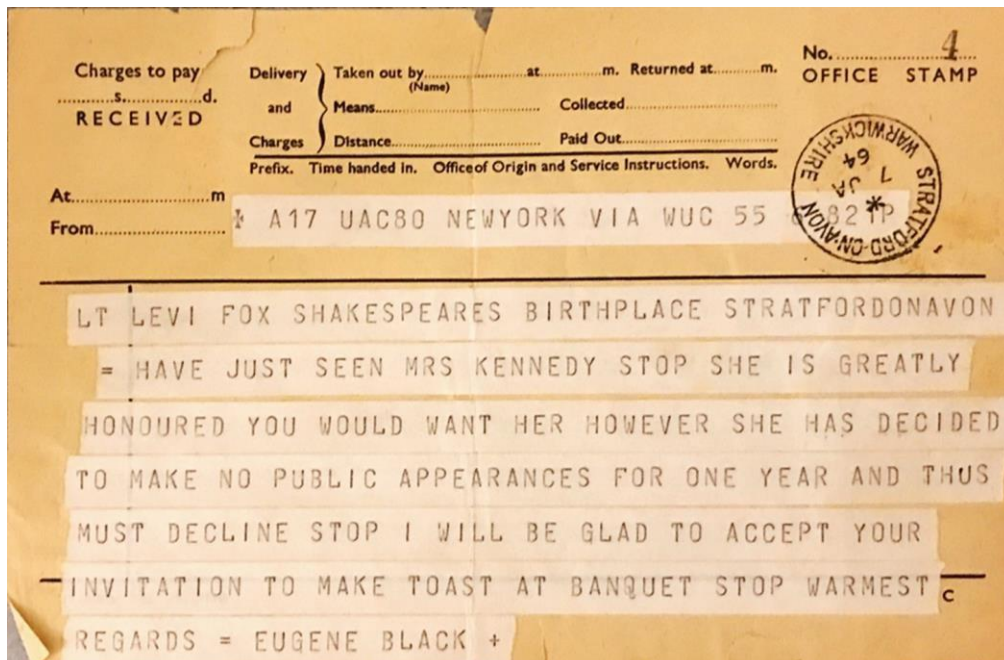 No. 4
OFFICE STAMP
Charges to pay
s. d.
RECEIVED
Delivery and Charges
Taken out by at m. Returned at m.
(Name)
Means Collected
Distance Paid Out
Prefix. Time handed in. Office of Origin and Service Instructions. Words.
At m
From
A17 UAC80 NEWYORK VIA WUC 55 6 821P
STRATFORD-ON-AVON WARWICKSHIRE
7 JA
64
LT LEVI FOX SHAKESPEARES BIRTHPLACE STRATFORDONAVON
= HAVE JUST SEEN MRS KENNEDY STOP SHE IS GREATLY
HONOURED YOU WOULD WANT HER HOWEVER SHE HAS DECIDED
TO MAKE NO PUBLIC APPEARANCES FOR ONE YEAR AND THUS
MUST DECLINE STOP I WILL BE GLAD TO ACCEPT YOUR
INVITATION TO MAKE TOAST AT BANQUET STOP WARMEST
C
REGARDS = EUGENE BLACK +